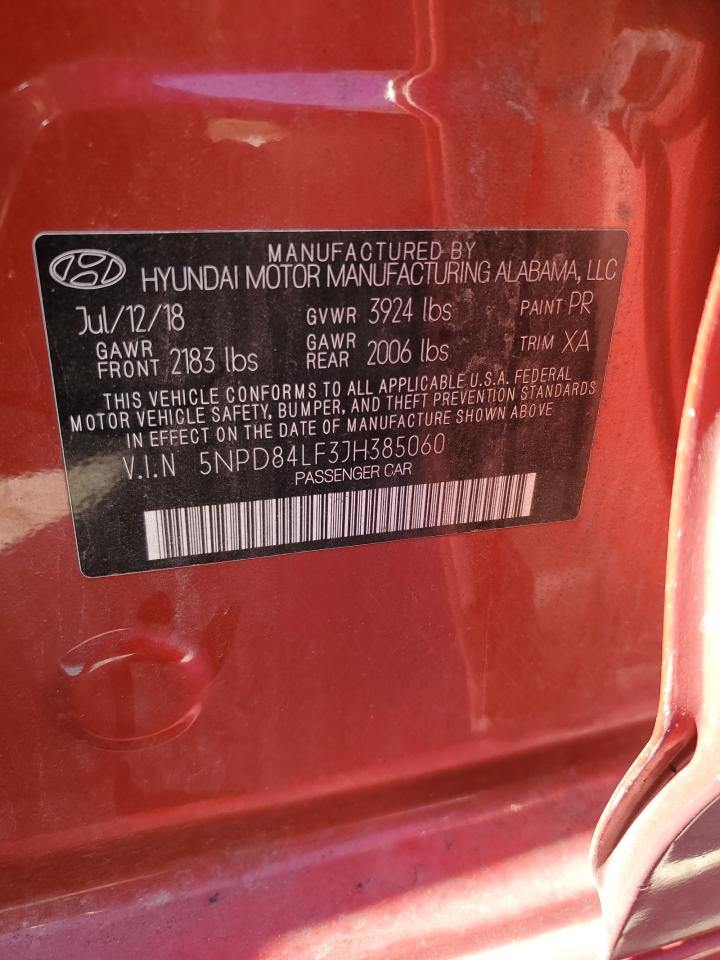 MANUFACTURED BY
HYUNDAI MOTOR MANUFACTURING ALABAMA, LLC
Jul/12/18 GVWR 3924 lbs PAINT PR
GAWR FRONT 2183 lbs GAWR REAR 2006 lbs TRIM XA
THIS VEHICLE CONFORMS TO ALL APPLICABLE U.S.A. FEDERAL
MOTOR VEHICLE SAFETY, BUMPER, AND THEFT PREVENTION STANDARDS
IN EFFECT ON THE DATE OF MANUFACTURE SHOWN ABOVE
V.I.N 5NPD84LF3JH385060
PASSENGER CAR